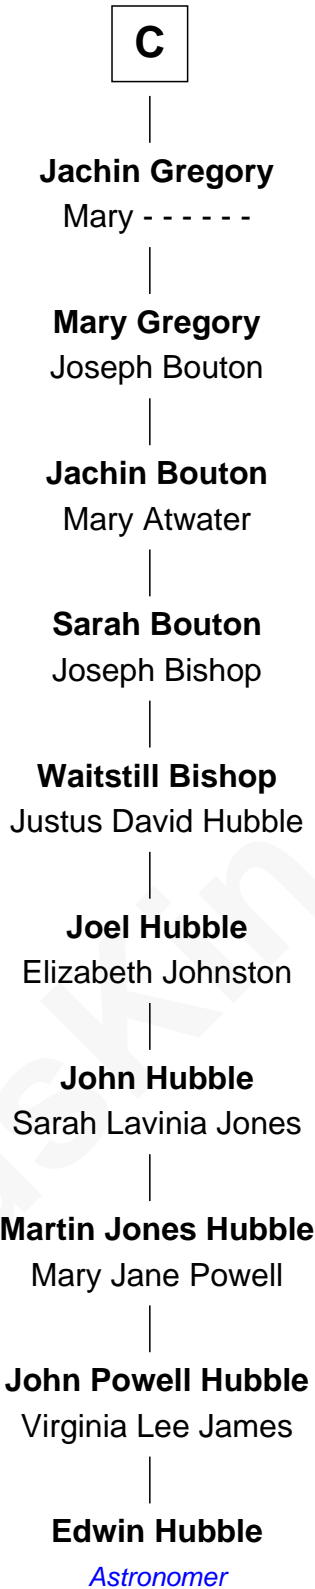 C
Jachin Gregory
Mary - - - - - -
Mary Gregory
Joseph Bouton
Jachin Bouton
Mary Atwater
Sarah Bouton
Joseph Bishop
Waitstill Bishop
Justus David Hubble
Joel Hubble
Elizabeth Johnston
John Hubble
Sarah Lavinia Jones
Martin Jones Hubble
Mary Jane Powell
John Powell Hubble
Virginia Lee James
Edwin Hubble
Astronomer